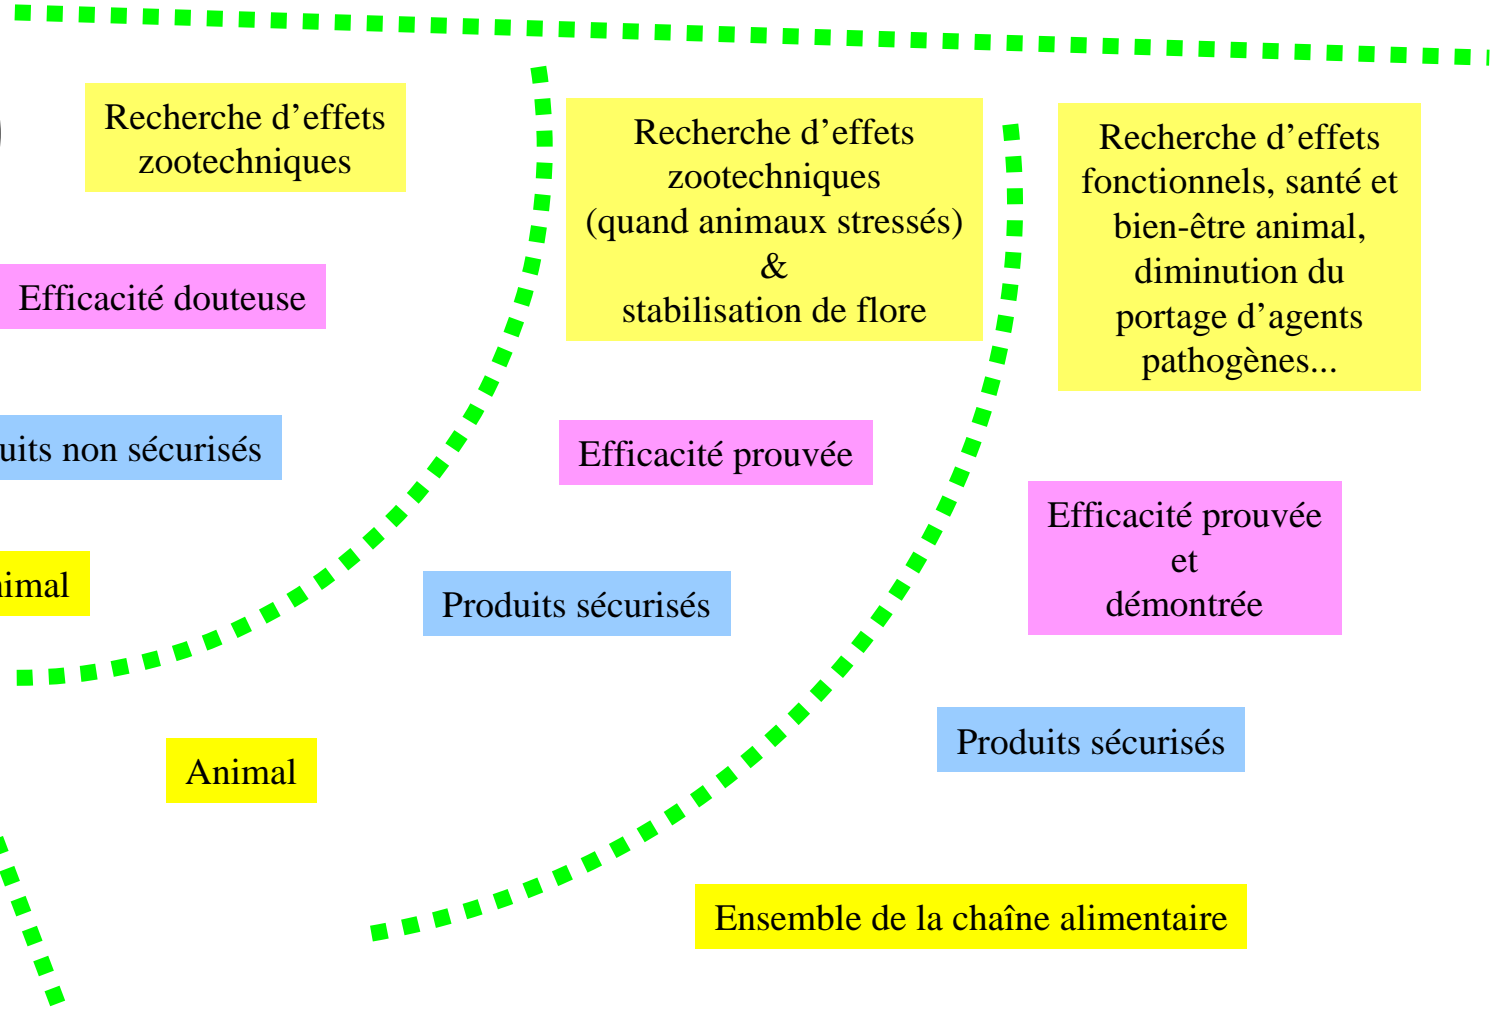 Recherche d’effets
zootechniques
Efficacité douteuse
non sécurisés
Recherche d’effets
zootechniques
(quand animaux stressés)
&
stabilisation de flore
Efficacité prouvée
Produits sécurisés
Animal
Recherche d’effets
fonctionnels, santé et
bien-être animal,
diminution du
portage d’agents
pathogènes...
Efficacité prouvée
et
démontrée
Produits sécurisés
Ensemble de la chaîne alimentaire